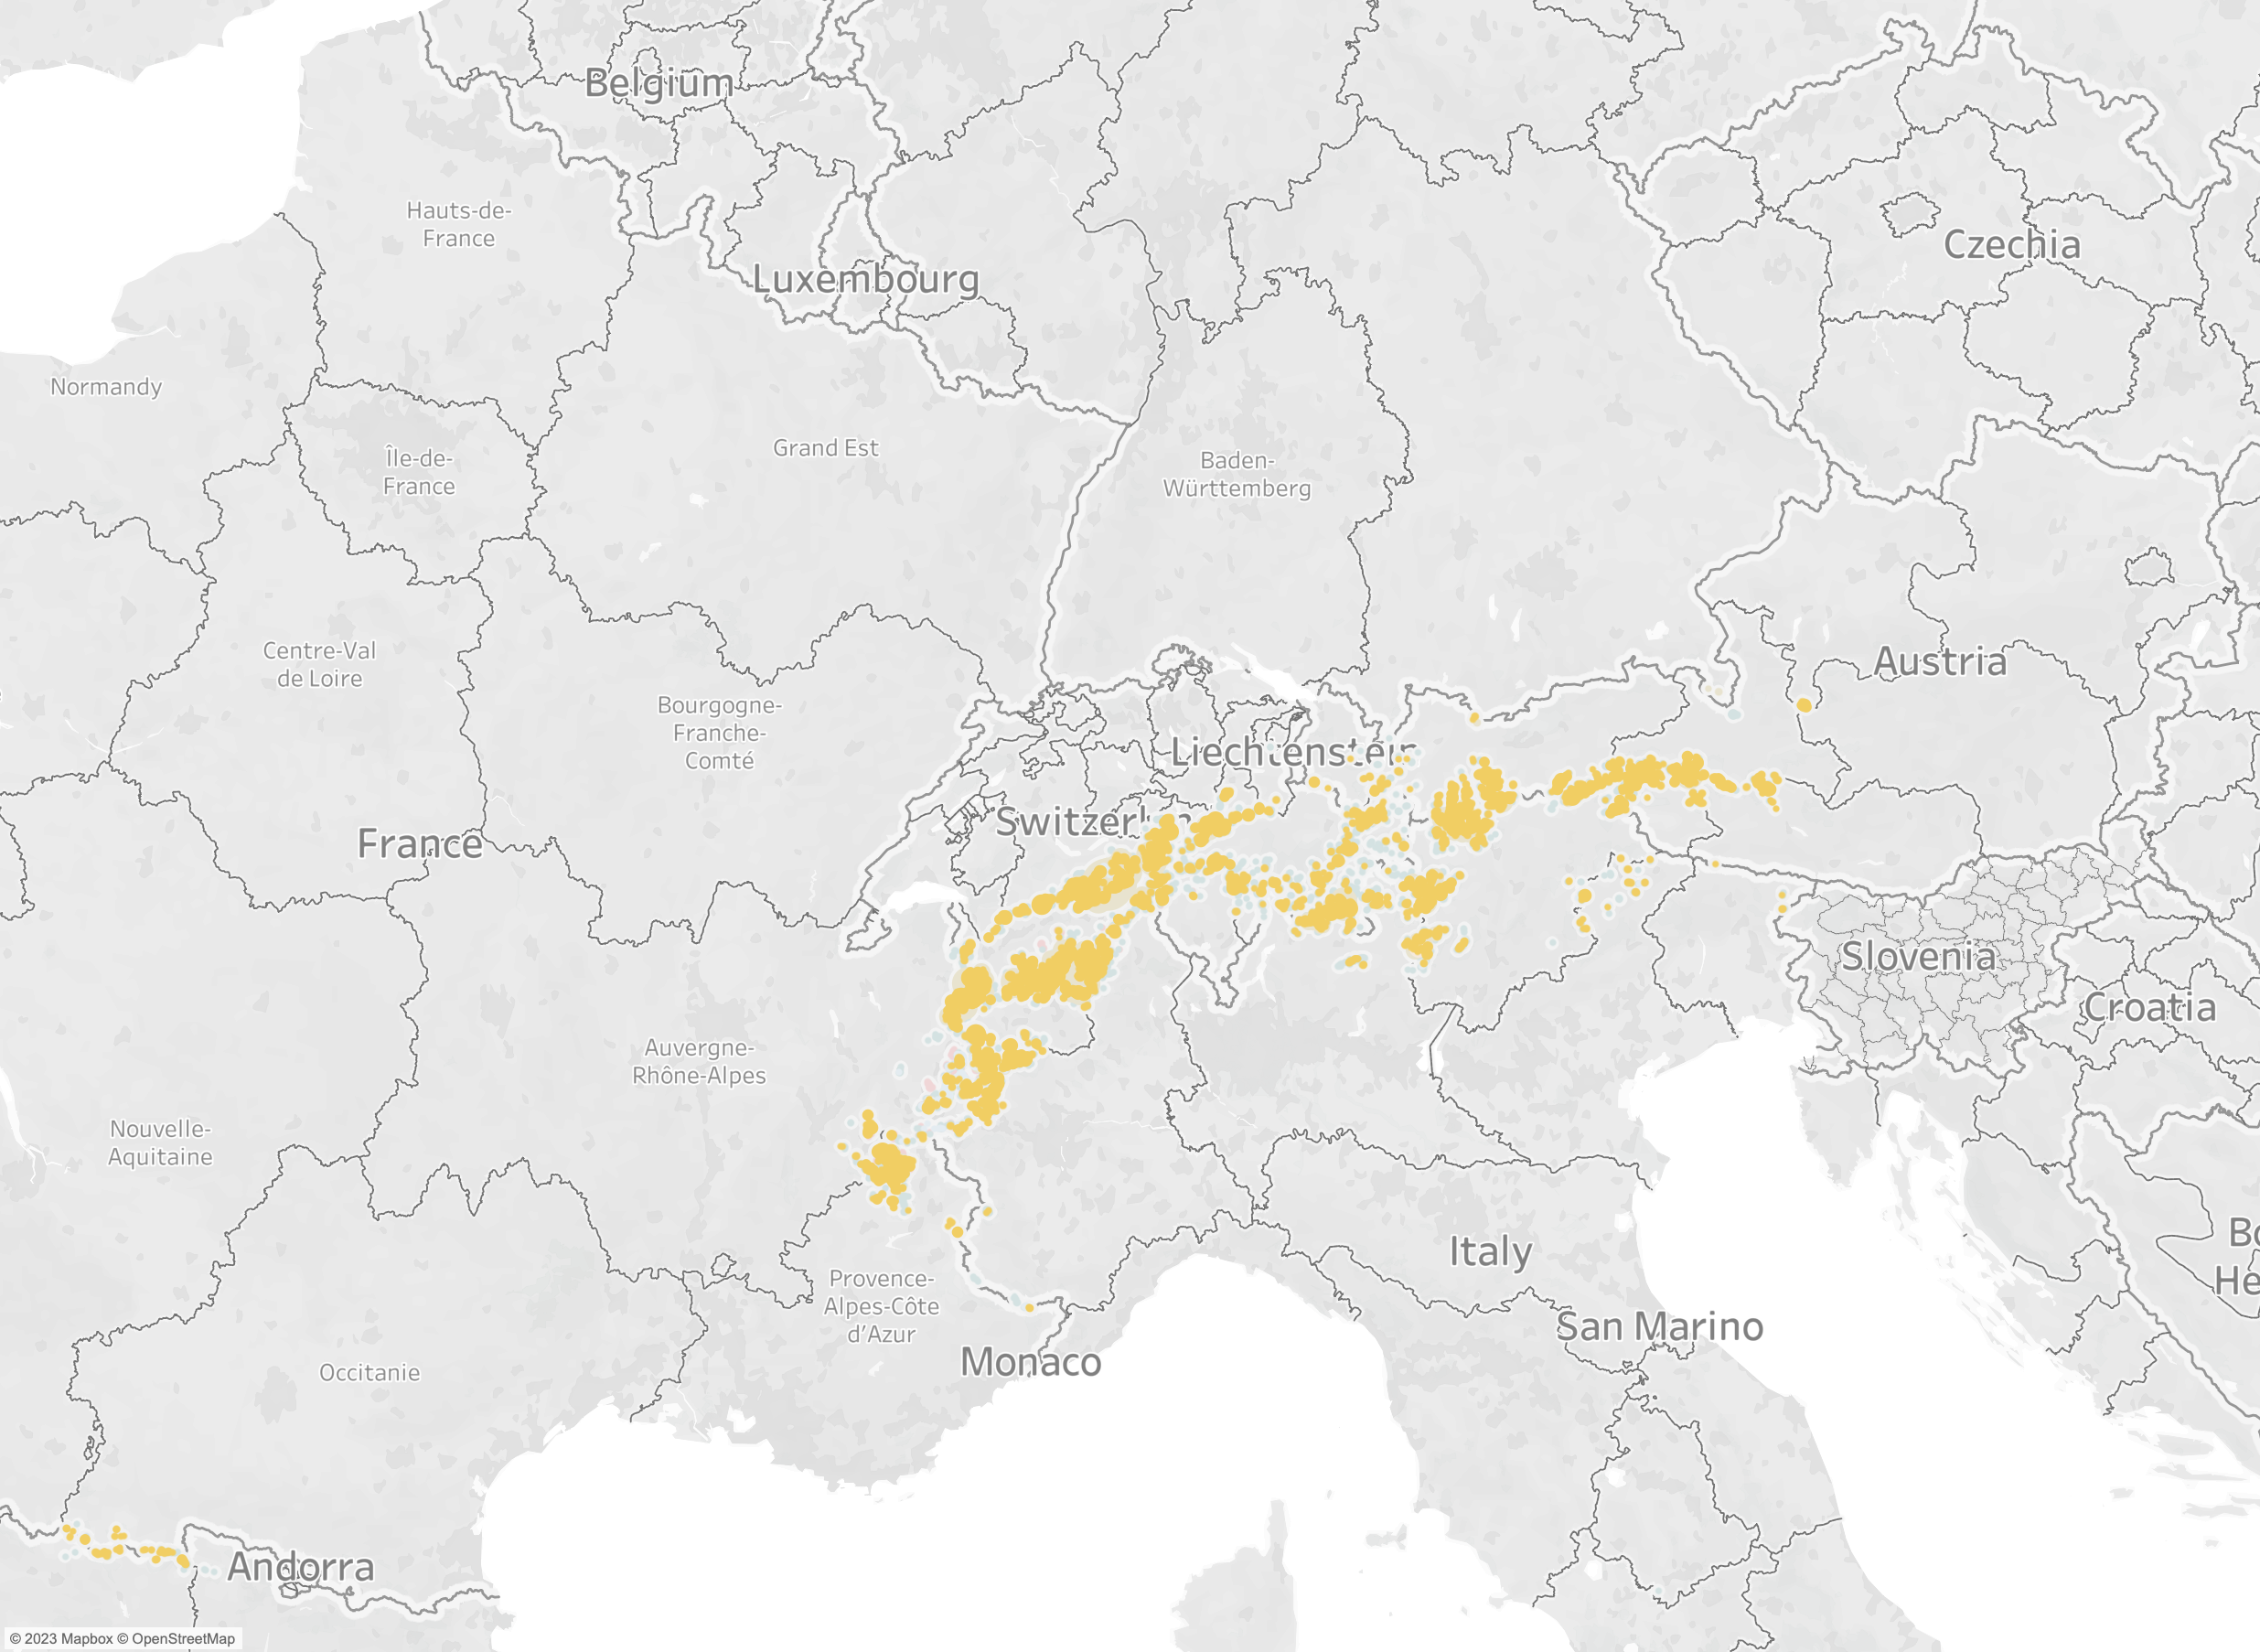 Belgium
Hauts-de-
France
Czechia
Luxembourg
Normandy
Grand Est
Île-de-
France
Baden-
Württemberg
Centre-Val
de Loire
Austria
Bourgogne-
Franche-
Comté
Liechtenstein
Switzerl
France
Slovenia
Croatia
Auvergne-
Rhône-Alpes
Nouvelle-
Aquitaine
Bo
Italy
He
Provence-
Alpes-Côte
d’Azur
San Marino
Monaco
Occitanie
Andorra
© 2023 Mapbox © OpenStreetMap